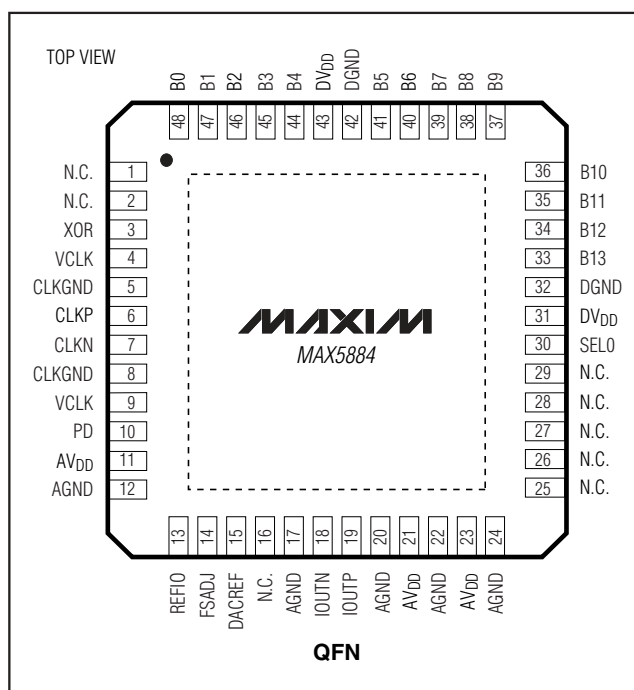 TOP VIEW
B0 B1 B2 B3 B4 DVDD DGND B5 B6 B7 B8 B9
48 47 46 45 44 43 42 41 40 39 38 37
N.C. 1
N.C. 2
XOR 3
VCLK 4
CLKGND 5
CLKP 6
CLKN 7
CLKGND 8
VCLK 9
PD 10
AVDD 11
AGND 12
MAXIM
MAX5884
36 B10
35 B11
34 B12
33 B13
32 DGND
31 DVDD
30 SEL0
29 N.C.
28 N.C.
27 N.C.
26 N.C.
25 N.C.
13 14 15 16 17 18 19 20 21 22 23 24
REFIO FSADJ DACREF N.C. AGND IOUTN IOUTP AGND AVDD AGND AVDD AGND
QFN